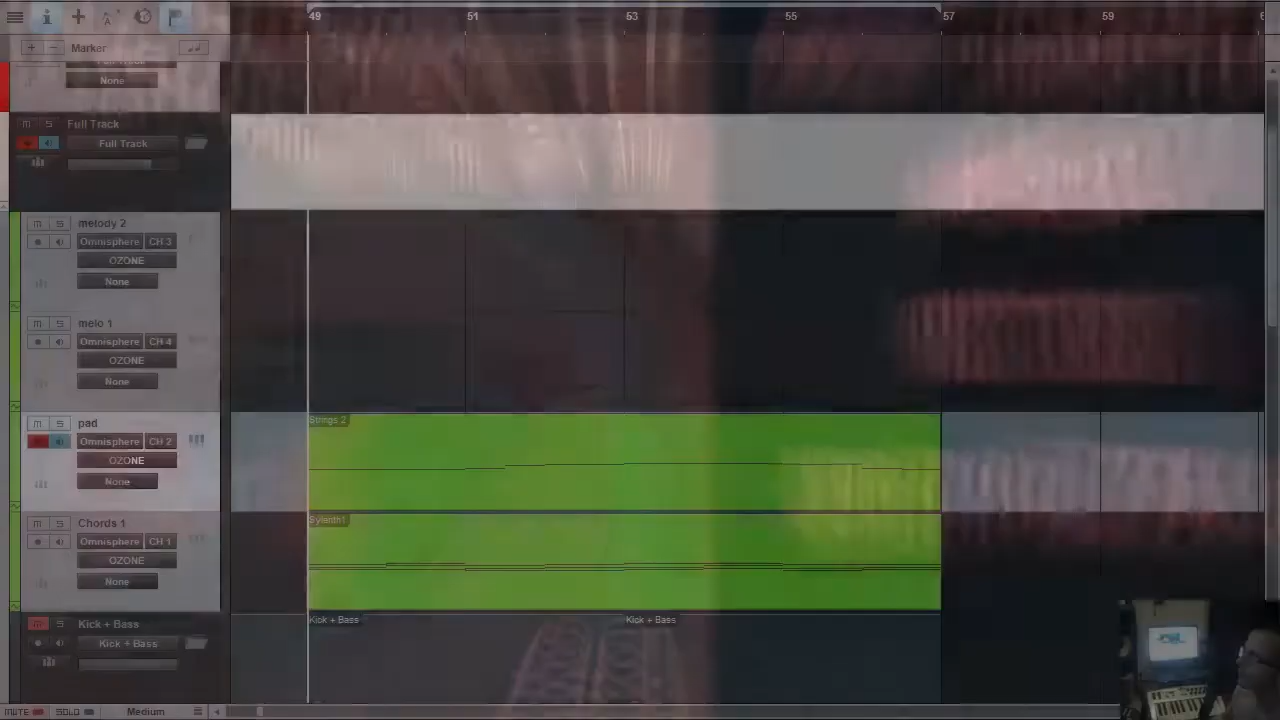 49 51 53 55 57 59
Marker
None
M S Full Track
Full Track
M S melody 2
Omnisphere CH 3
OZONE
None
M S melo 1
Omnisphere CH 4
OZONE
None
M S pad
Omnisphere CH 2
OZONE
None
Strings 2
M S Chords 1
Omnisphere CH 1
OZONE
None
Sylenth1
M S Kick + Bass
Kick + Bass
Kick + Bass Kick + Bass
MUTE SOLO Medium